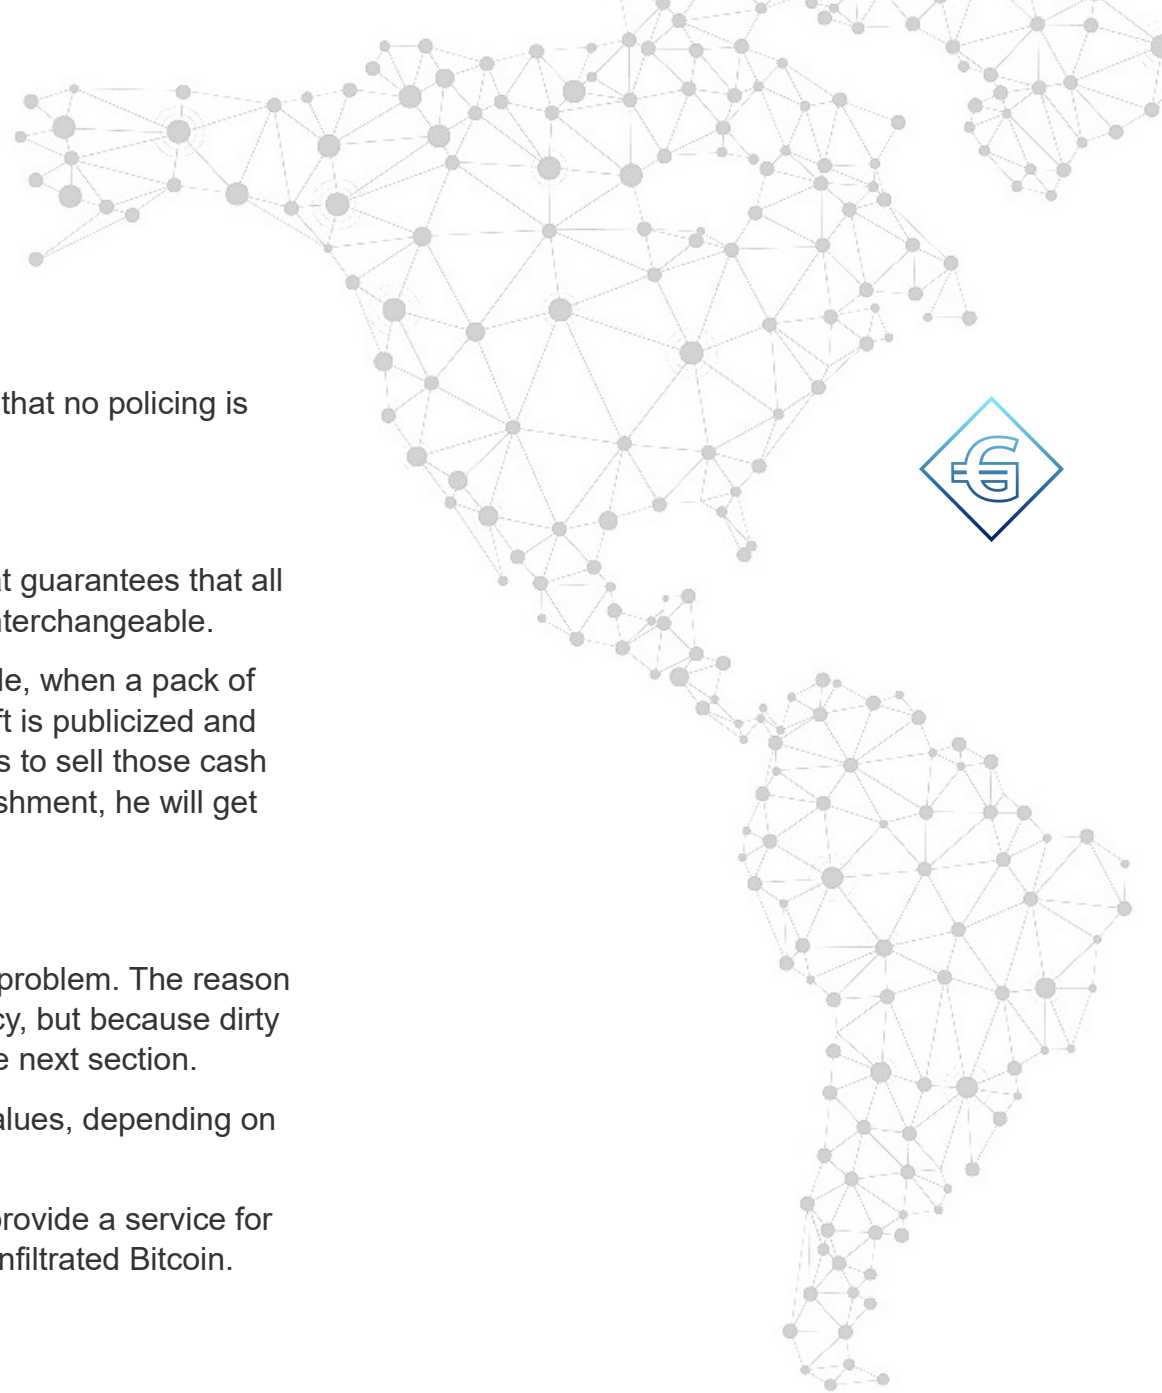 that no policing is
t guarantees that all
nterchangeable.
le, when a pack of
ft is publicized and
s to sell those cash
shment, he will get
problem. The reason
cy, but because dirty
e next section.
alues, depending on
provide a service for
nfiltrated Bitcoin.